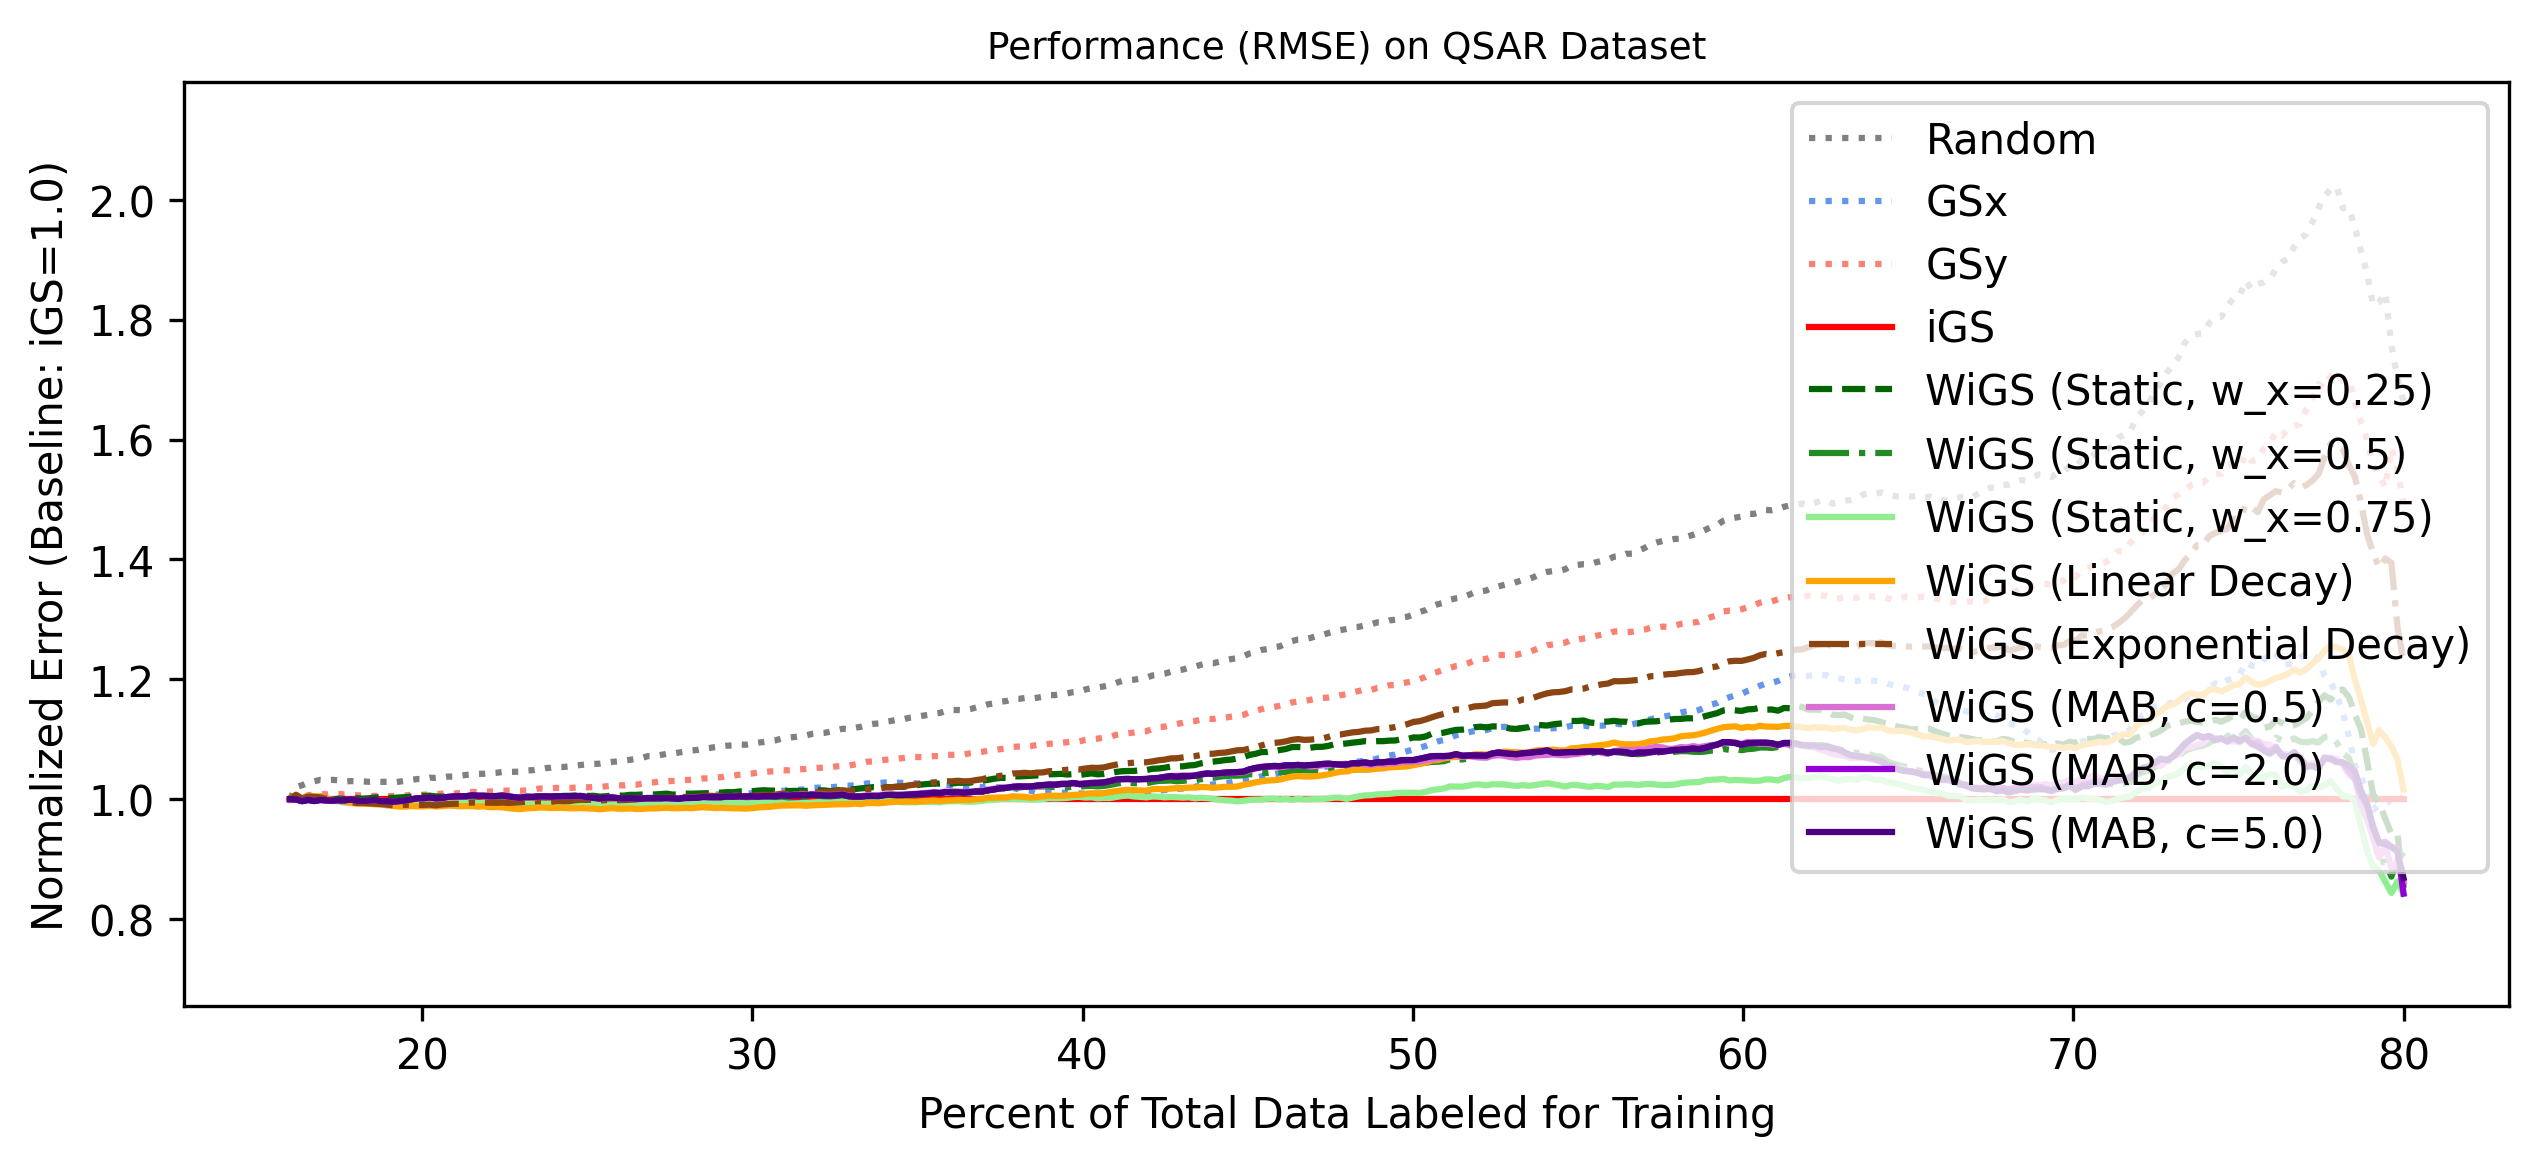 Performance (RMSE) on QSAR Dataset
Normalized Error (Baseline: iGS=1.0)
2.0
1.8
1.6
1.4
1.2
1.0
0.8
Random
GSx
GSy
iGS
WiGS (Static, w_x=0.25)
WiGS (Static, w_x=0.5)
WiGS (Static, w_x=0.75)
WiGS (Linear Decay)
WiGS (Exponential Decay)
WiGS (MAB, c=0.5)
WiGS (MAB, c=2.0)
WiGS (MAB, c=5.0)
20 30 40 50 60 70 80
Percent of Total Data Labeled for Training